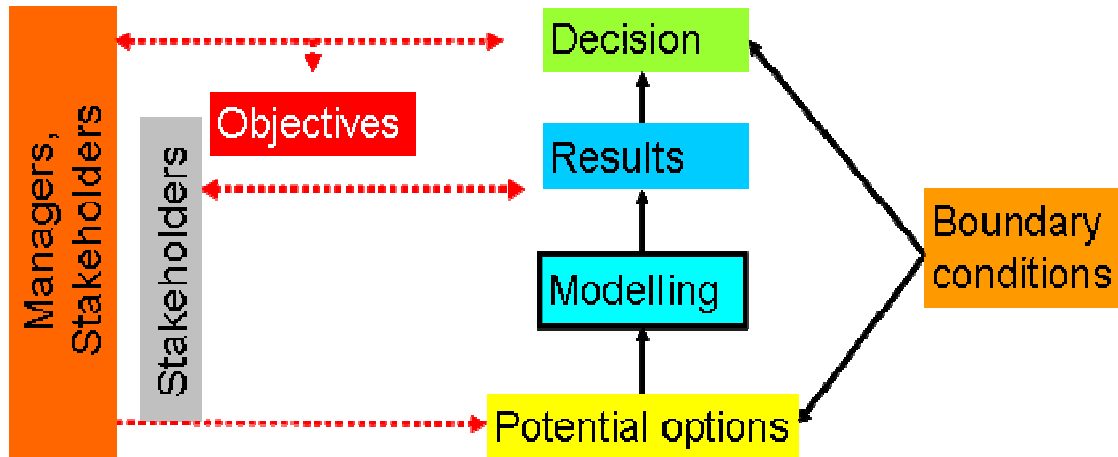 Managers,
Stakeholders
Stakeholders
Objectives
Decision
Results
Modelling
Potential options
Boundary
conditions